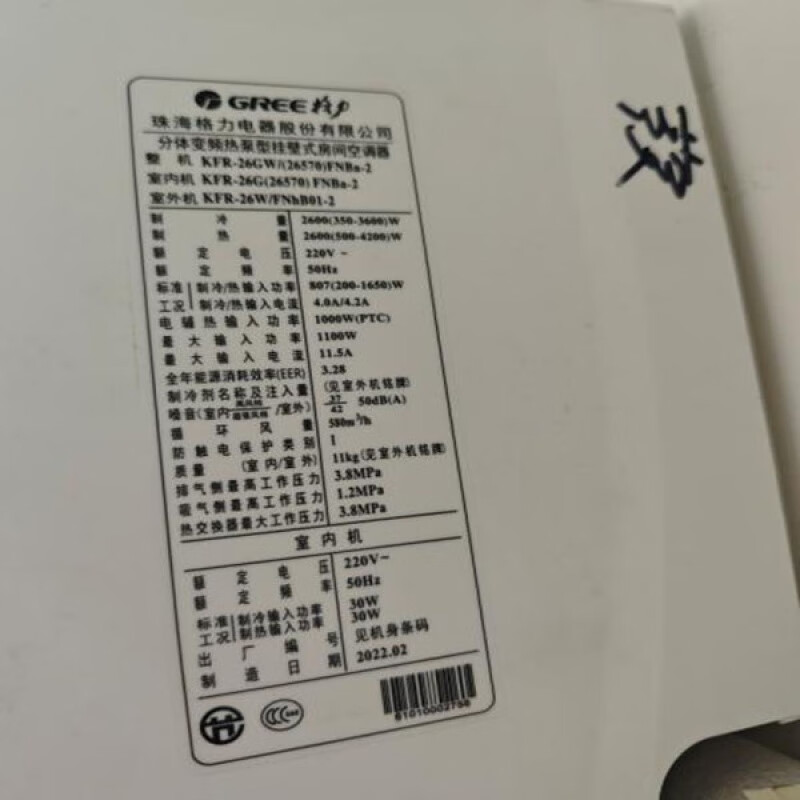 GREE 格力
珠海格力电器股份有限公司
分体变频热泵型挂壁式房间空调器
整机 KFR-26GW/(26570)FNBa-2
室内机 KFR-26G(26570) FNBa-2
室外机 KFR-26W/FNhB01-2
制冷量 2600(350-3600)W
制热量 2600(500-4200)W
额定电压 220V ~
额定频率 50Hz
标准工况 制冷/热输入功率 807(200-1650)W
制冷/热输入电流 4.0A/4.2A
电辅热输入功率 1000W(PTC)
最大输入功率 1100W
最大输入电流 11.5A
全年能源消耗效率(EER) 3.28
制冷剂名称及注入量 (见室外机铭牌)
噪音(室内 高风档/超强风档 /室外) 37/42 50dB(A)
循环风量 580m³/h
防触电保护类别 I
质量 (室内/室外) 11kg(见室外机铭牌)
排气侧最高工作压力 3.8MPa
吸气侧最高工作压力 1.2MPa
热交换器最大工作压力 3.8MPa
室内机
额定电压 220V~
额定频率 50Hz
标准工况 制冷输入功率 30W
制热输入功率 30W
出厂编号 见机身条码
制造日期 2022.02
CCC
61010002758